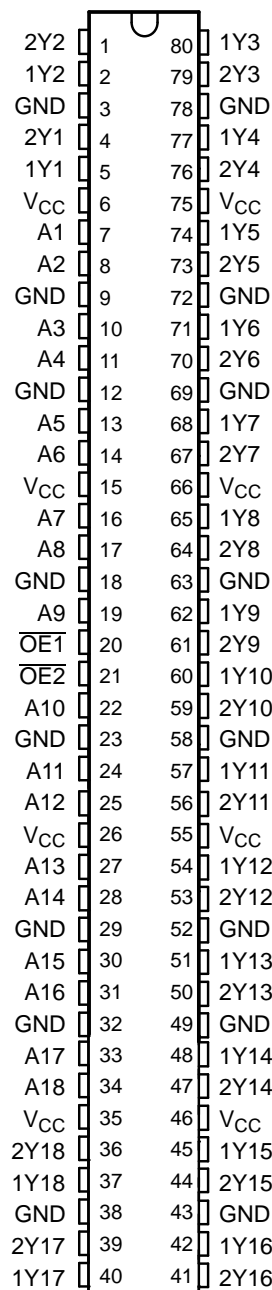 2Y2 1 80 1Y3
1Y2 2 79 2Y3
GND 3 78 GND
2Y1 4 77 1Y4
1Y1 5 76 2Y4
VCC 6 75 VCC
A1 7 74 1Y5
A2 8 73 2Y5
GND 9 72 GND
A3 10 71 1Y6
A4 11 70 2Y6
GND 12 69 GND
A5 13 68 1Y7
A6 14 67 2Y7
VCC 15 66 VCC
A7 16 65 1Y8
A8 17 64 2Y8
GND 18 63 GND
A9 19 62 1Y9
O̅E̅1̅ 20 61 2Y9
O̅E̅2̅ 21 60 1Y10
A10 22 59 2Y10
GND 23 58 GND
A11 24 57 1Y11
A12 25 56 2Y11
VCC 26 55 VCC
A13 27 54 1Y12
A14 28 53 2Y12
GND 29 52 GND
A15 30 51 1Y13
A16 31 50 2Y13
GND 32 49 GND
A17 33 48 1Y14
A18 34 47 2Y14
VCC 35 46 VCC
2Y18 36 45 1Y15
1Y18 37 44 2Y15
GND 38 43 GND
2Y17 39 42 1Y16
1Y17 40 41 2Y16